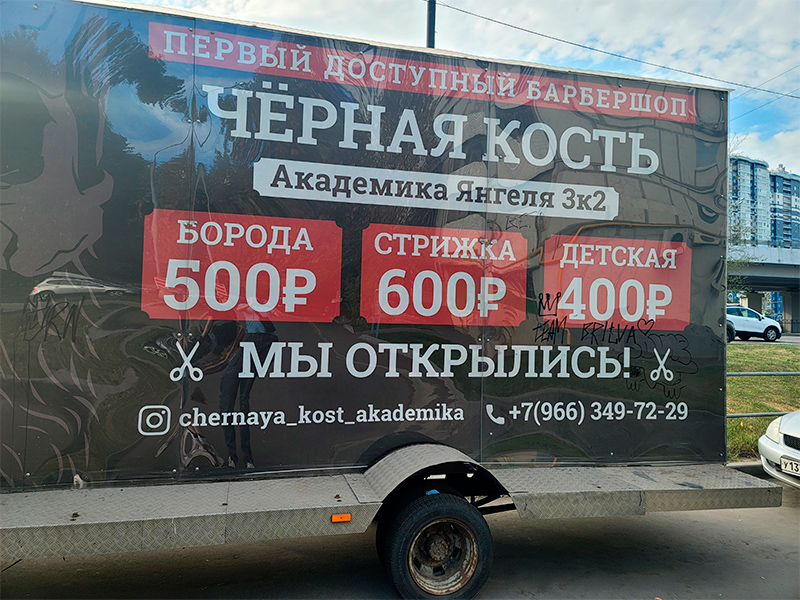 ПЕРВЫЙ ДОСТУПНЫЙ БАРБЕРШОП
ЧЁРНАЯ КОСТЬ
Академика Янгеля 3к2
БОРОДА СТРИЖКА ДЕТСКАЯ
500₽ 600₽ 400₽
МЫ ОТКРЫЛИСЬ!
chernaya_kost_akademika +7(966) 349-72-29